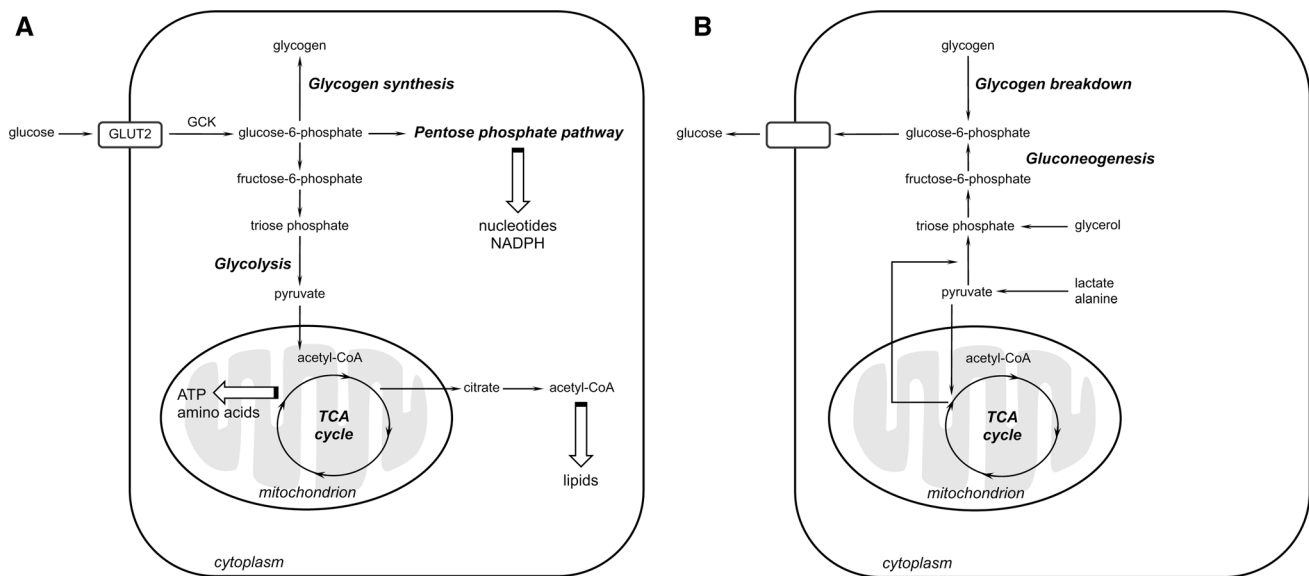 A
glycogen
Glycogen synthesis
glucose
GLUT2
GCK
glucose-6-phosphate
Pentose phosphate pathway
fructose-6-phosphate
nucleotides
NADPH
triose phosphate
Glycolysis
pyruvate
acetyl-CoA
ATP
amino acids
citrate
acetyl-CoA
TCA
cycle
lipids
mitochondrion
cytoplasm
B
glycogen
Glycogen breakdown
glucose
glucose-6-phosphate
Gluconeogenesis
fructose-6-phosphate
triose phosphate
glycerol
pyruvate
lactate
alanine
acetyl-CoA
TCA
cycle
mitochondrion
cytoplasm